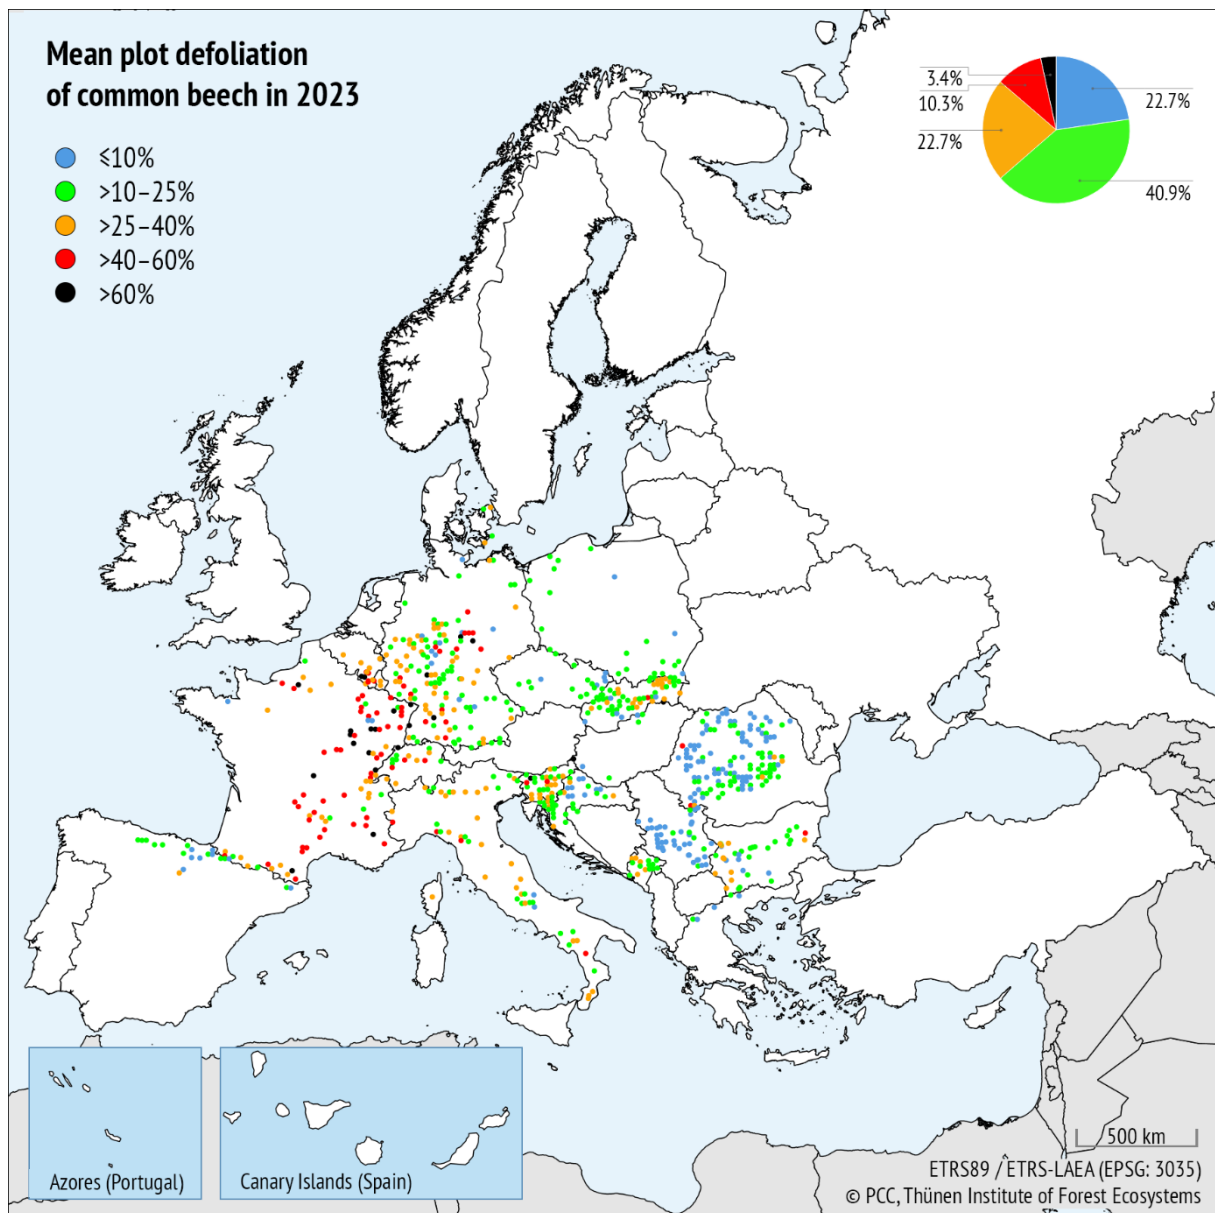 Mean plot defoliation
of common beech in 2023
≤10%
>10–25%
>25–40%
>40–60%
>60%
3.4%
10.3%
22.7%
22.7%
40.9%
Azores (Portugal)
Canary Islands (Spain)
500 km
ETRS89 / ETRS-LAEA (EPSG: 3035)
© PCC, Thünen Institute of Forest Ecosystems